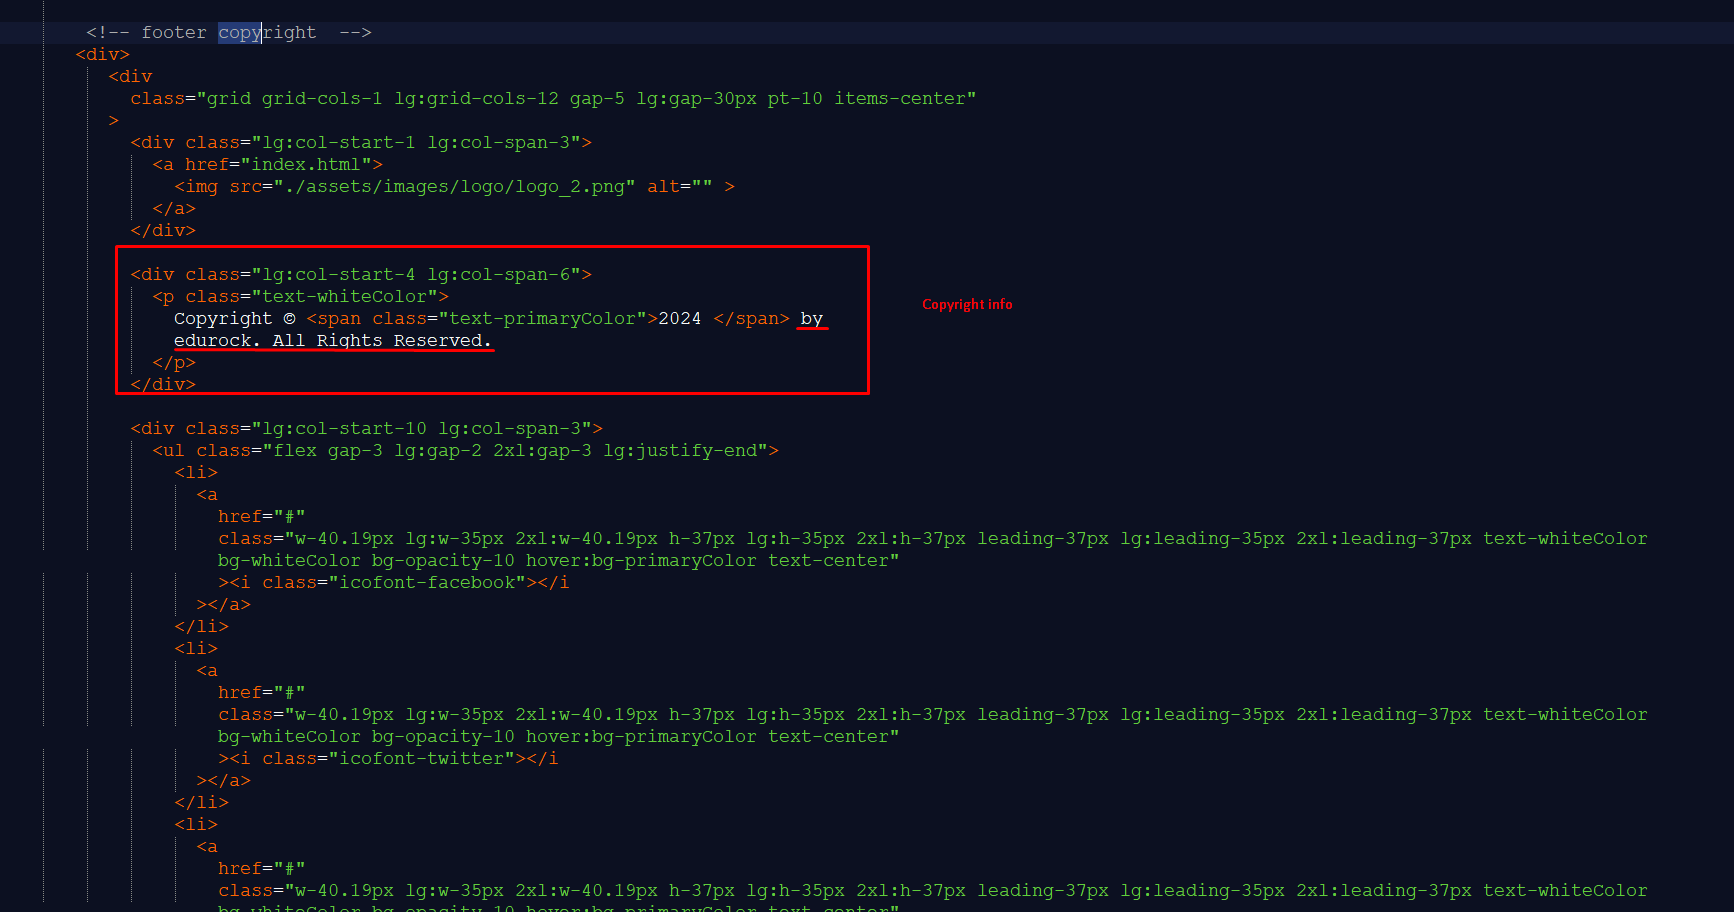 <!-- footer copyright  -->
<div>
<div
class="grid grid-cols-1 lg:grid-cols-12 gap-5 lg:gap-30px pt-10 items-center"
>
<div class="lg:col-start-1 lg:col-span-3">
<a href="index.html">
<img src="./assets/images/logo/logo_2.png" alt="" >
</a>
</div>
<div class="lg:col-start-4 lg:col-span-6">
<p class="text-whiteColor">
Copyright © <span class="text-primaryColor">2024 </span> by
edurock. All Rights Reserved.
</p>
</div>
Copyright info
<div class="lg:col-start-10 lg:col-span-3">
<ul class="flex gap-3 lg:gap-2 2xl:gap-3 lg:justify-end">
<li>
<a
href="#"
class="w-40.19px lg:w-35px 2xl:w-40.19px h-37px lg:h-35px 2xl:h-37px leading-37px lg:leading-35px 2xl:leading-37px text-whiteColor
bg-whiteColor bg-opacity-10 hover:bg-primaryColor text-center"
><i class="icofont-facebook"></i
></a>
</li>
<li>
<a
href="#"
class="w-40.19px lg:w-35px 2xl:w-40.19px h-37px lg:h-35px 2xl:h-37px leading-37px lg:leading-35px 2xl:leading-37px text-whiteColor
bg-whiteColor bg-opacity-10 hover:bg-primaryColor text-center"
><i class="icofont-twitter"></i
></a>
</li>
<li>
<a
href="#"
class="w-40.19px lg:w-35px 2xl:w-40.19px h-37px lg:h-35px 2xl:h-37px leading-37px lg:leading-35px 2xl:leading-37px text-whiteColor
bg-whiteColor bg-opacity-10 hover:bg-primaryColor text-center"